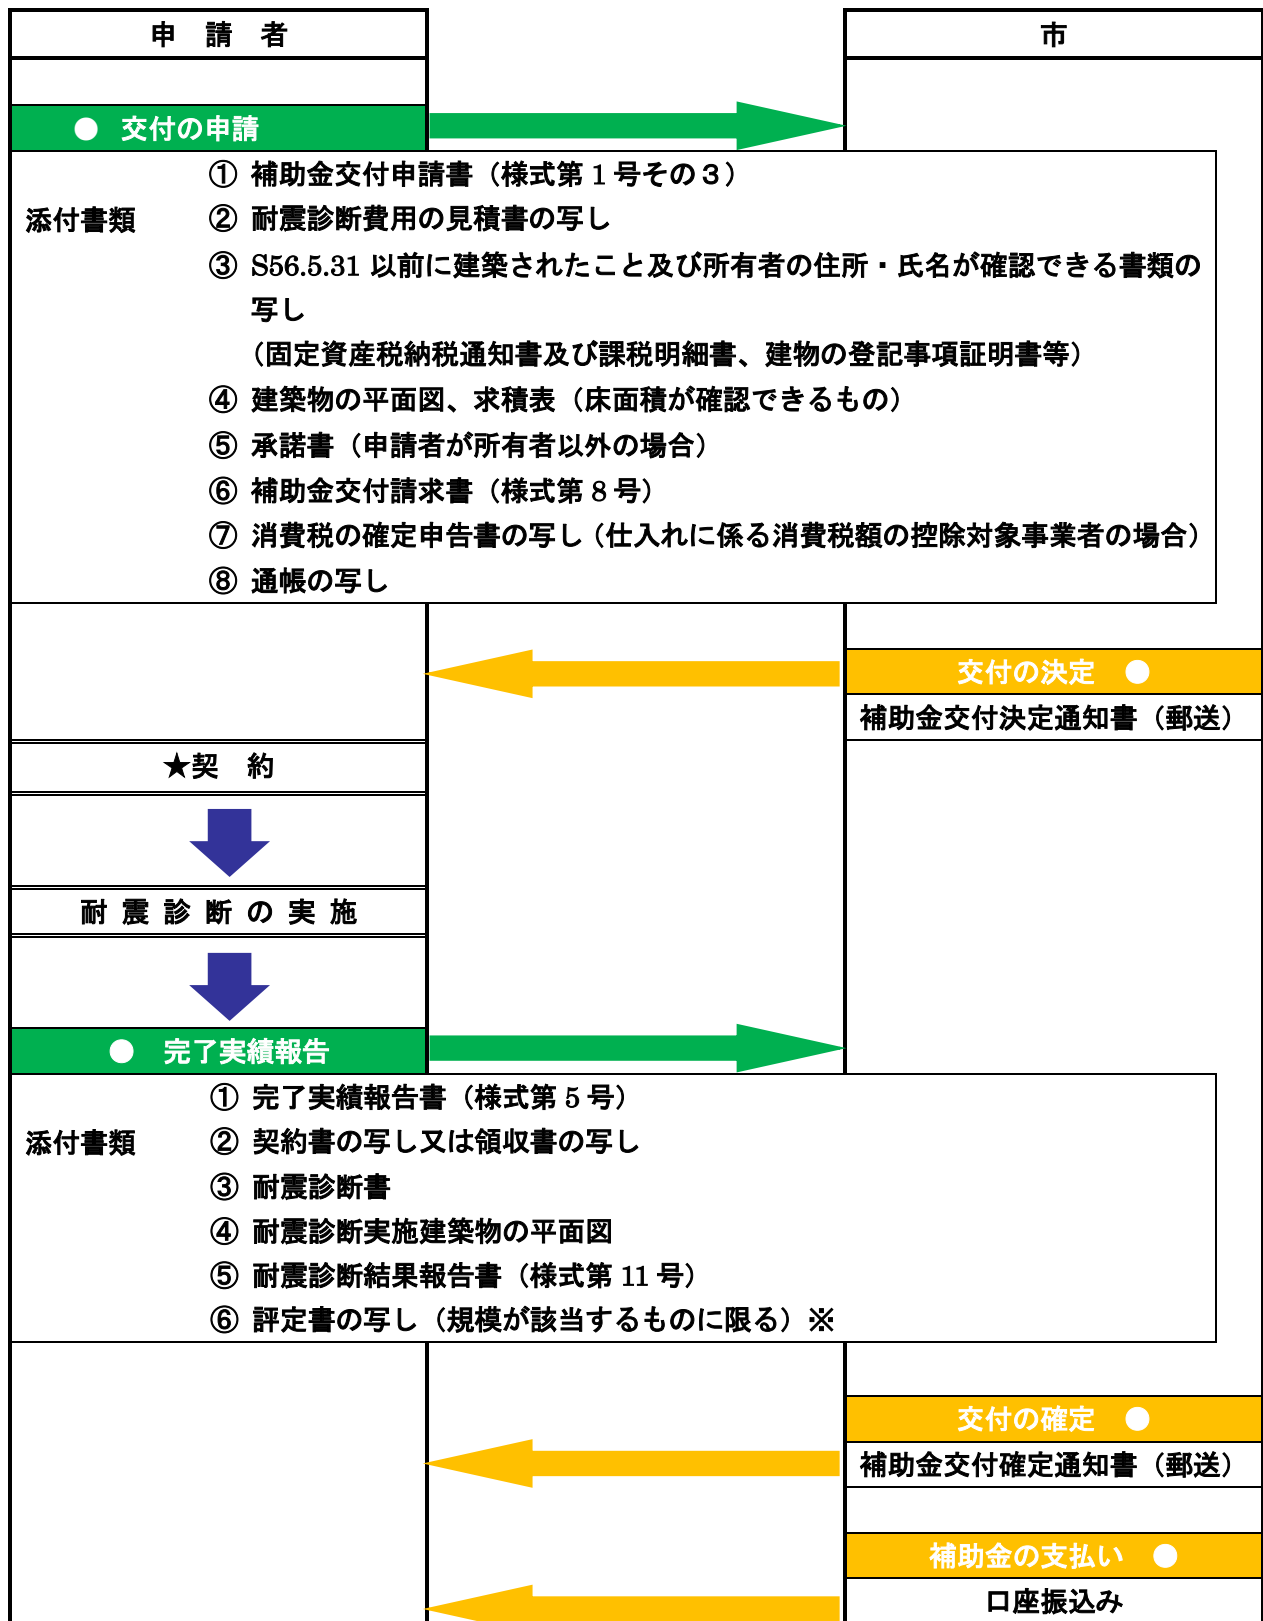 申　請　者
市
● 交付の申請
① 補助金交付申請書（様式第１号その３）
添付書類
② 耐震診断費用の見積書の写し
③ S56.5.31 以前に建築されたこと及び所有者の住所・氏名が確認できる書類の
写し
（固定資産税納税通知書及び課税明細書、建物の登記事項証明書等）
④ 建築物の平面図、求積表（床面積が確認できるもの）
⑤ 承諾書（申請者が所有者以外の場合）
⑥ 補助金交付請求書（様式第 8 号）
⑦ 消費税の確定申告書の写し（仕入れに係る消費税額の控除対象事業者の場合）
⑧ 通帳の写し
交付の決定 ●
補助金交付決定通知書（郵送）
★契　約
耐 震 診 断 の 実 施
● 完了実績報告
① 完了実績報告書（様式第 5 号）
添付書類
② 契約書の写し又は領収書の写し
③ 耐震診断書
④ 耐震診断実施建築物の平面図
⑤ 耐震診断結果報告書（様式第 11 号）
⑥ 評定書の写し（規模が該当するものに限る）※
交付の確定 ●
補助金交付確定通知書（郵送）
補助金の支払い ●
口座振込み